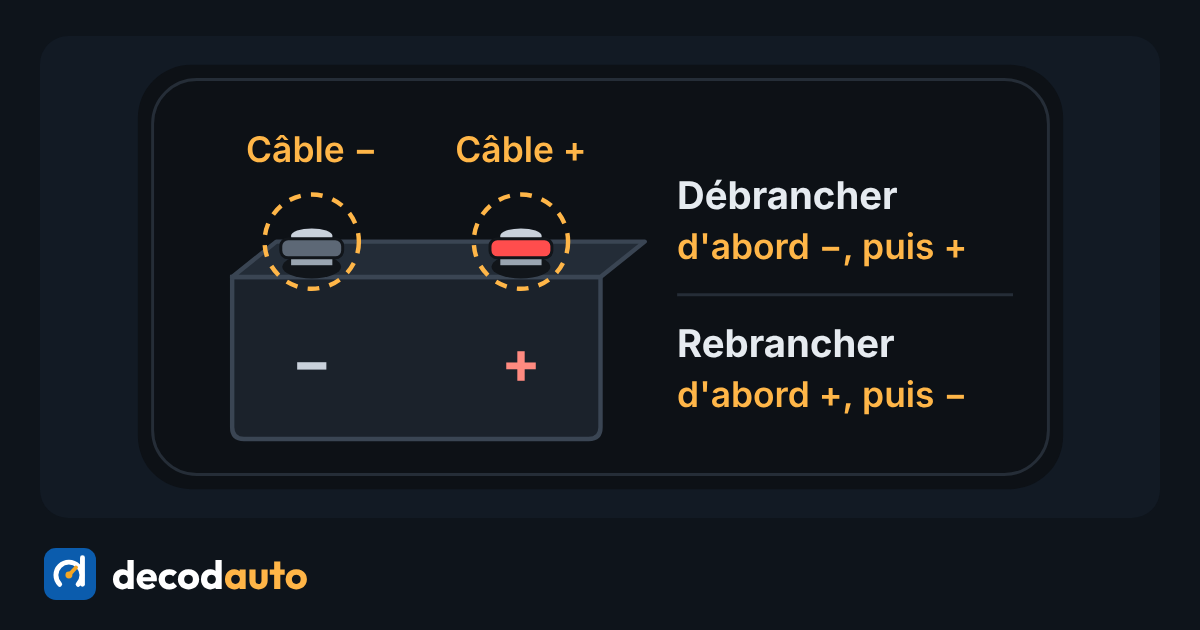 Câble – Câble +
Débrancher
d'abord –, puis +
– +
Rebrancher
d'abord +, puis –
decodauto